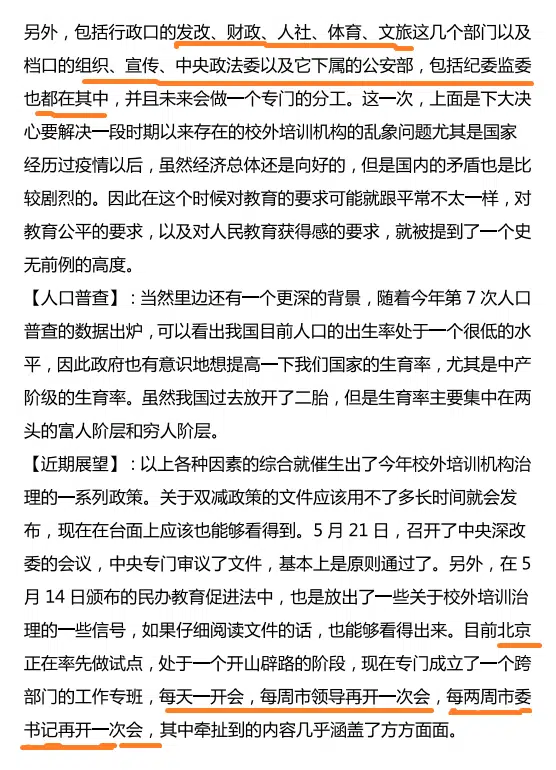 另外，包括行政口的发改、财政、人社、体育、文旅这几个部门以及
档口的组织、宣传、中央政法委以及它下属的公安部，包括纪委监委
也都在其中，并且未来会做一个专门的分工。这一次，上面是下大决
心要解决一段时期以来存在的校外培训机构的乱象问题尤其是国家
经历过疫情以后，虽然经济总体还是向好的，但是国内的矛盾也是比
较剧烈的。因此在这个时候对教育的要求可能就跟平常不太一样，对
教育公平的要求，以及对人民教育获得感的要求，就被提到了一个史
无前例的高度。
【人口普查】：当然里边还有一个更深的背景，随着今年第 7 次人口
普查的数据出炉，可以看出我国目前人口的出生率处于一个很低的水
平，因此政府也有意识地想提高一下我们国家的生育率，尤其是中产
阶级的生育率。虽然我国过去放开了二胎，但是生育率主要集中在两
头的富人阶层和穷人阶层。
【近期展望】：以上各种因素的综合就催生出了今年校外培训机构治
理的一系列政策。关于双减政策的文件应该用不了多长时间就会发
布，现在在台面上应该也能够看得到。5 月 21 日，召开了中央深改
委的会议，中央专门审议了文件，基本上是原则通过了。另外，在 5
月 14 日颁布的民办教育促进法中，也是放出了一些关于校外培训治
理的一些信号，如果仔细阅读文件的话，也能够看得出来。目前北京
正在率先做试点，处于一个开山辟路的阶段，现在专门成立了一个跨
部门的工作专班，每天一开会，每周市领导再开一次会，每两周市委
书记再开一次会，其中牵扯到的内容几乎涵盖了方方面面。